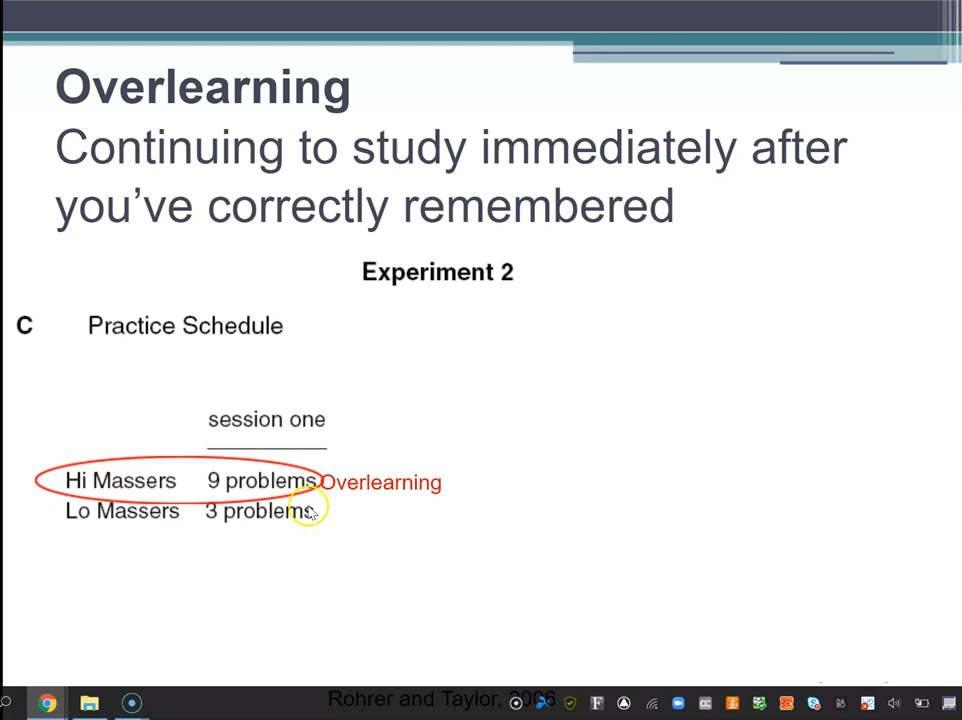 Overlearning
Continuing to study immediately after
you've correctly remembered
Experiment 2
C Practice Schedule
session one
Hi Massers 9 problems Overlearning
Lo Massers 3 problems
Rohrer and Taylor, 2006